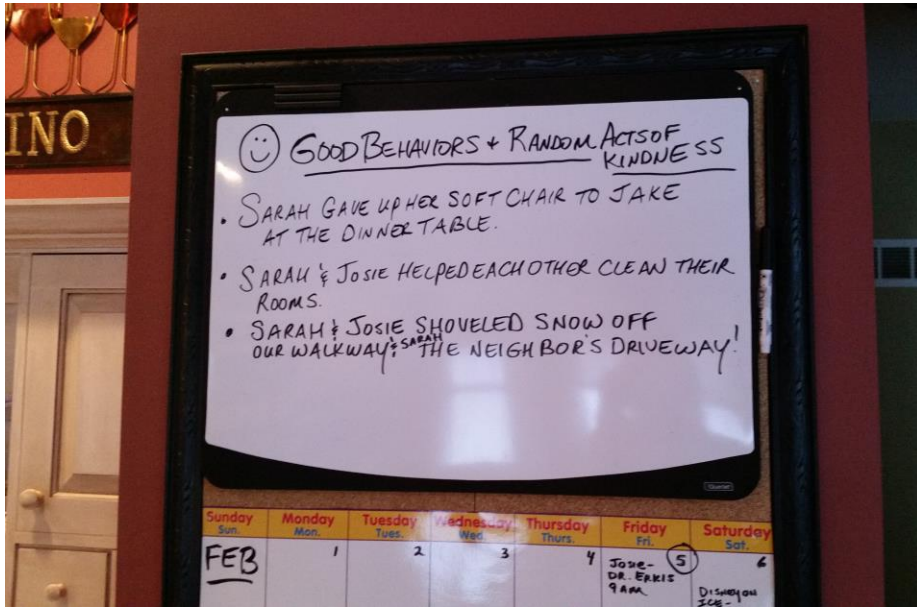 INO
GOOD BEHAVIORS + RANDOM ACTS OF
KINDNESS
• SARAH GAVE UP HER SOFT CHAIR TO JAKE
AT THE DINNER TABLE.
• SARAH & JOSIE HELPED EACH OTHER CLEAN THEIR
ROOMS.
• SARAH & JOSIE SHOVELED SNOW OFF
OUR WALKWAY & SARAH THE NEIGHBOR'S DRIVEWAY!
Quartet
Sunday Monday Tuesday Wednesday Thursday Friday Saturday
Sun. Mon. Tues. Wed. Thurs. Fri. Sat.
FEB 1 2 3 4 5 6
JOSIE-
DR. ERKIS
9 AM
DISNEY ON
ICE-